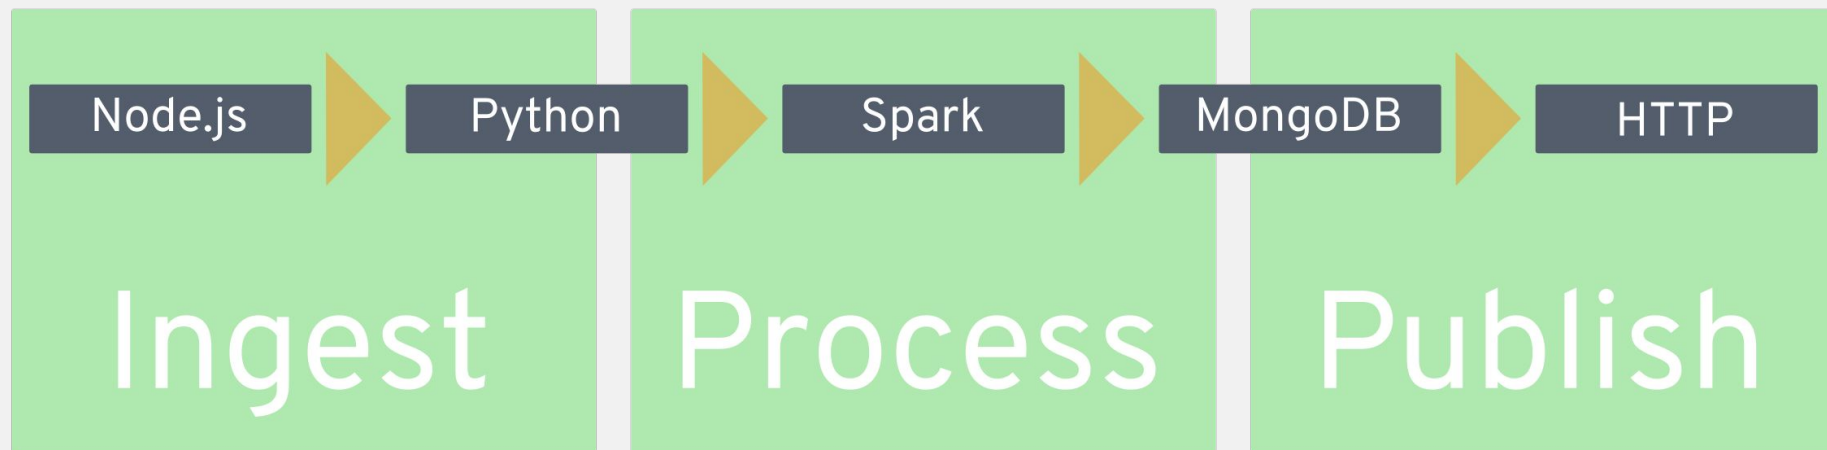 Node.js
Python
Spark
MongoDB
HTTP
Ingest
Process
Publish